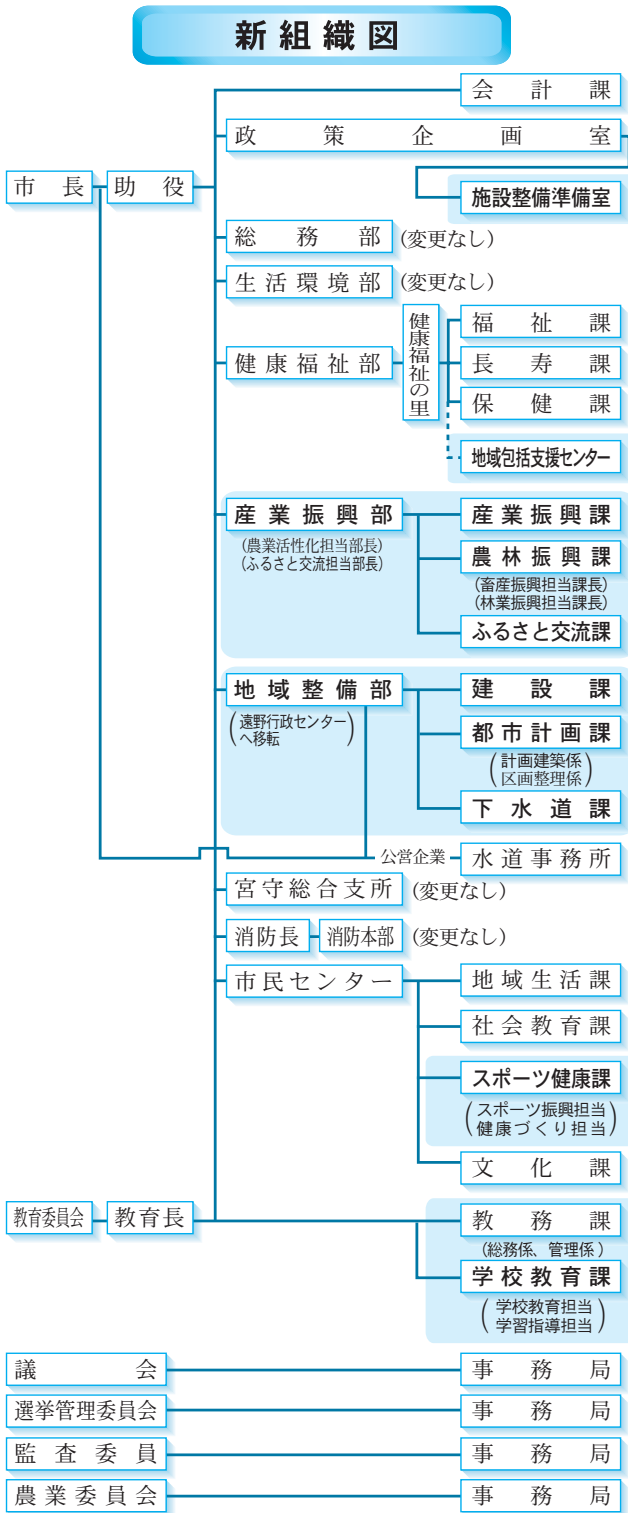 新組織図
会計課
政策企画室
市長
助役
施設整備準備室
総務部
(変更なし)
生活環境部
(変更なし)
健康福祉部
健康福祉の里
福祉課
長寿課
保健課
地域包括支援センター
産業振興部
(農業活性化担当部長)
(ふるさと交流担当部長)
産業振興課
農林振興課
(畜産振興担当課長)
(林業振興担当課長)
ふるさと交流課
地域整備部
(遠野行政センター
へ移転)
建設課
都市計画課
(計画建築係
区画整理係)
下水道課
公営企業
水道事務所
宮守総合支所
(変更なし)
消防長
消防本部
(変更なし)
市民センター
地域生活課
社会教育課
スポーツ健康課
(スポーツ振興担当
健康づくり担当)
文化課
教育委員会
教育長
教務課
(総務係、管理係)
学校教育課
(学校教育担当
学習指導担当)
議会
事務局
選挙管理委員会
事務局
監査委員
事務局
農業委員会
事務局